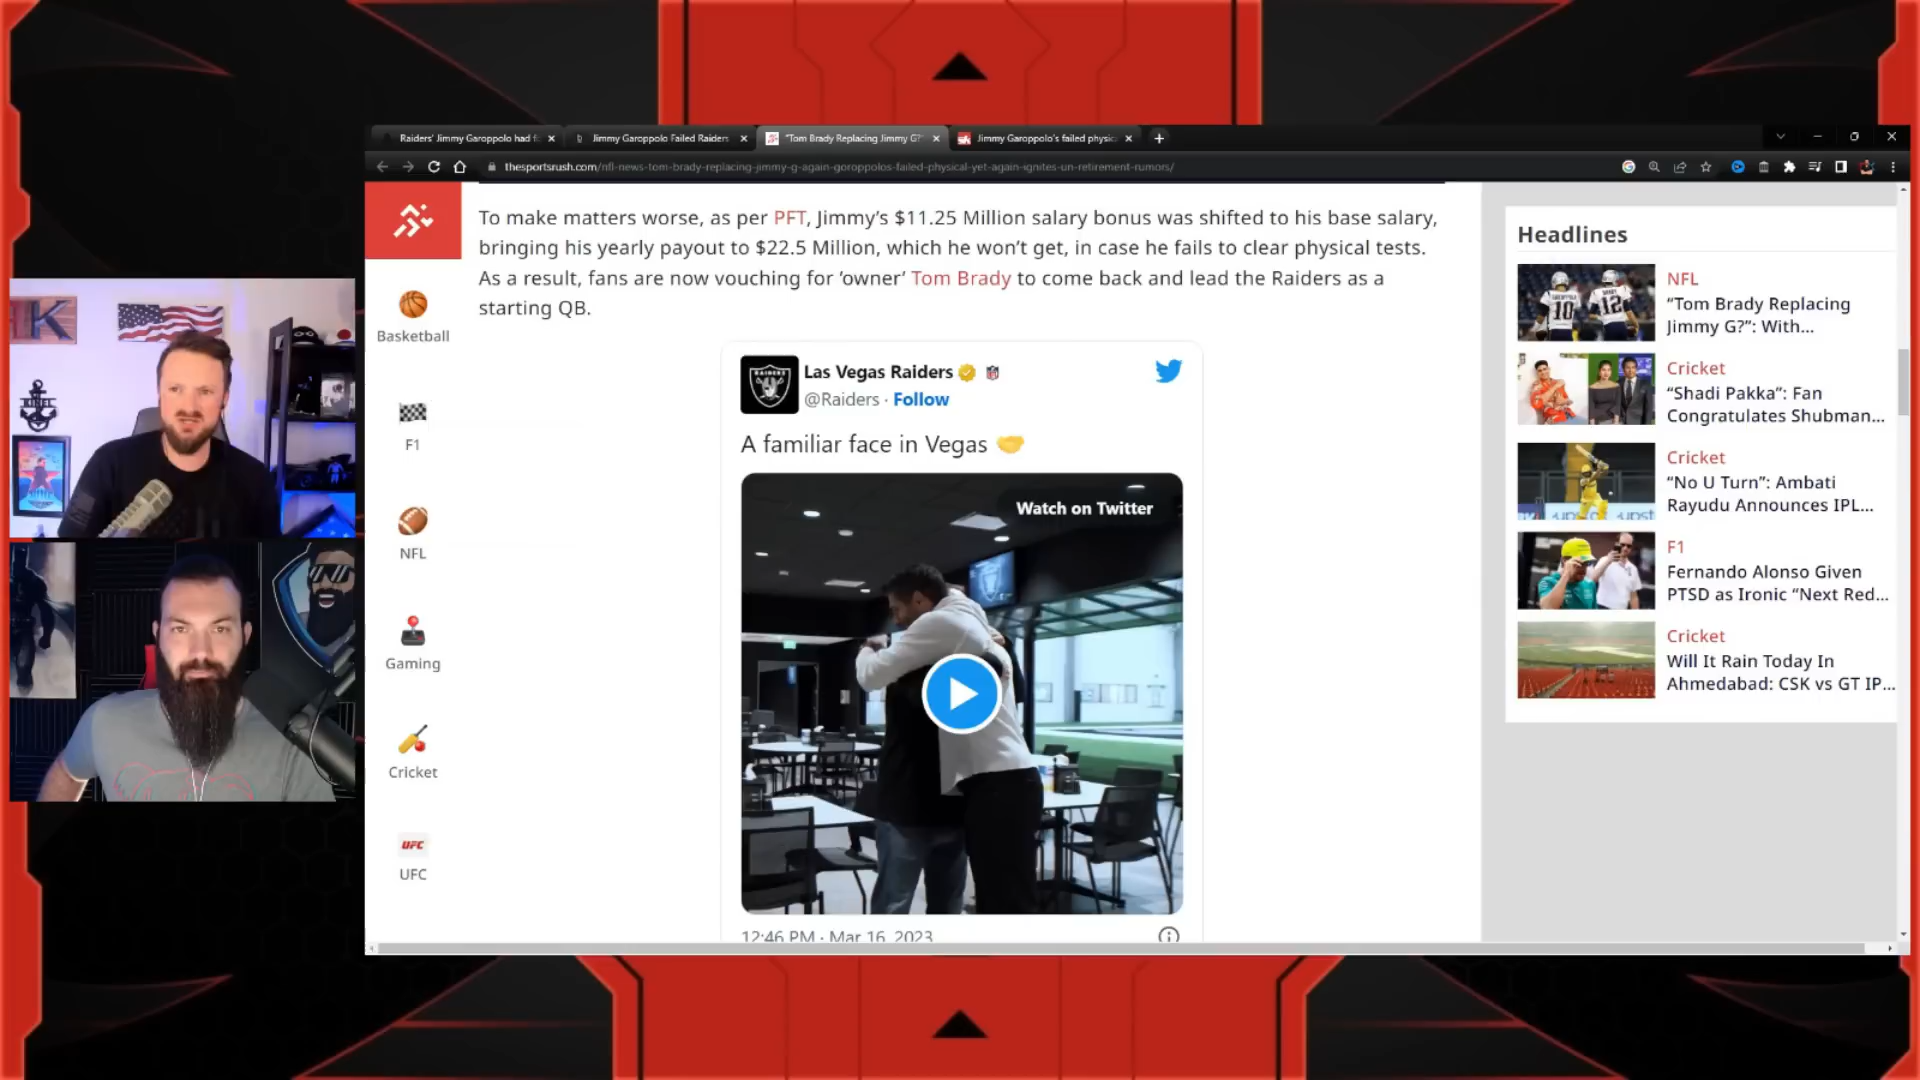 Raiders' Jimmy Garoppolo had f
Jimmy Garoppolo Failed Raiders
"Tom Brady Replacing Jimmy G?"
Jimmy Garoppolo's failed physic
thesportsrush.com/nfl-news-tom-brady-replacing-jimmy-g-again-goroppolos-failed-physical-yet-again-ignites-un-retirement-rumors/
To make matters worse, as per PFT, Jimmy's $11.25 Million salary bonus was shifted to his base salary,
bringing his yearly payout to $22.5 Million, which he won't get, in case he fails to clear physical tests.
As a result, fans are now vouching for 'owner' Tom Brady to come back and lead the Raiders as a
starting QB.
Basketball
F1
NFL
Gaming
Cricket
UFC
UFC
RAIDERS
Las Vegas Raiders
@Raiders · Follow
A familiar face in Vegas
Watch on Twitter
12:46 PM · Mar 16, 2023
Headlines
NFL
"Tom Brady Replacing
Jimmy G?": With...
Cricket
"Shadi Pakka": Fan
Congratulates Shubman...
Cricket
"No U Turn": Ambati
Rayudu Announces IPL...
F1
Fernando Alonso Given
PTSD as Ironic "Next Red...
Cricket
Will It Rain Today In
Ahmedabad: CSK vs GT IP...
10
12
K